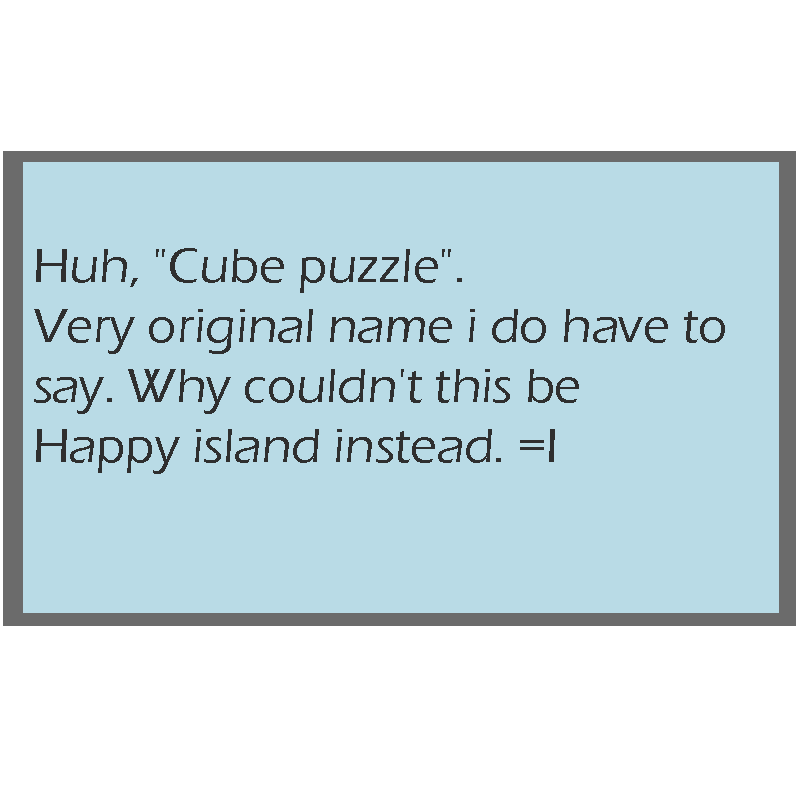 Huh, "Cube puzzle".
Very original name i do have to
say. Why couldn't this be
Happy island instead. =I